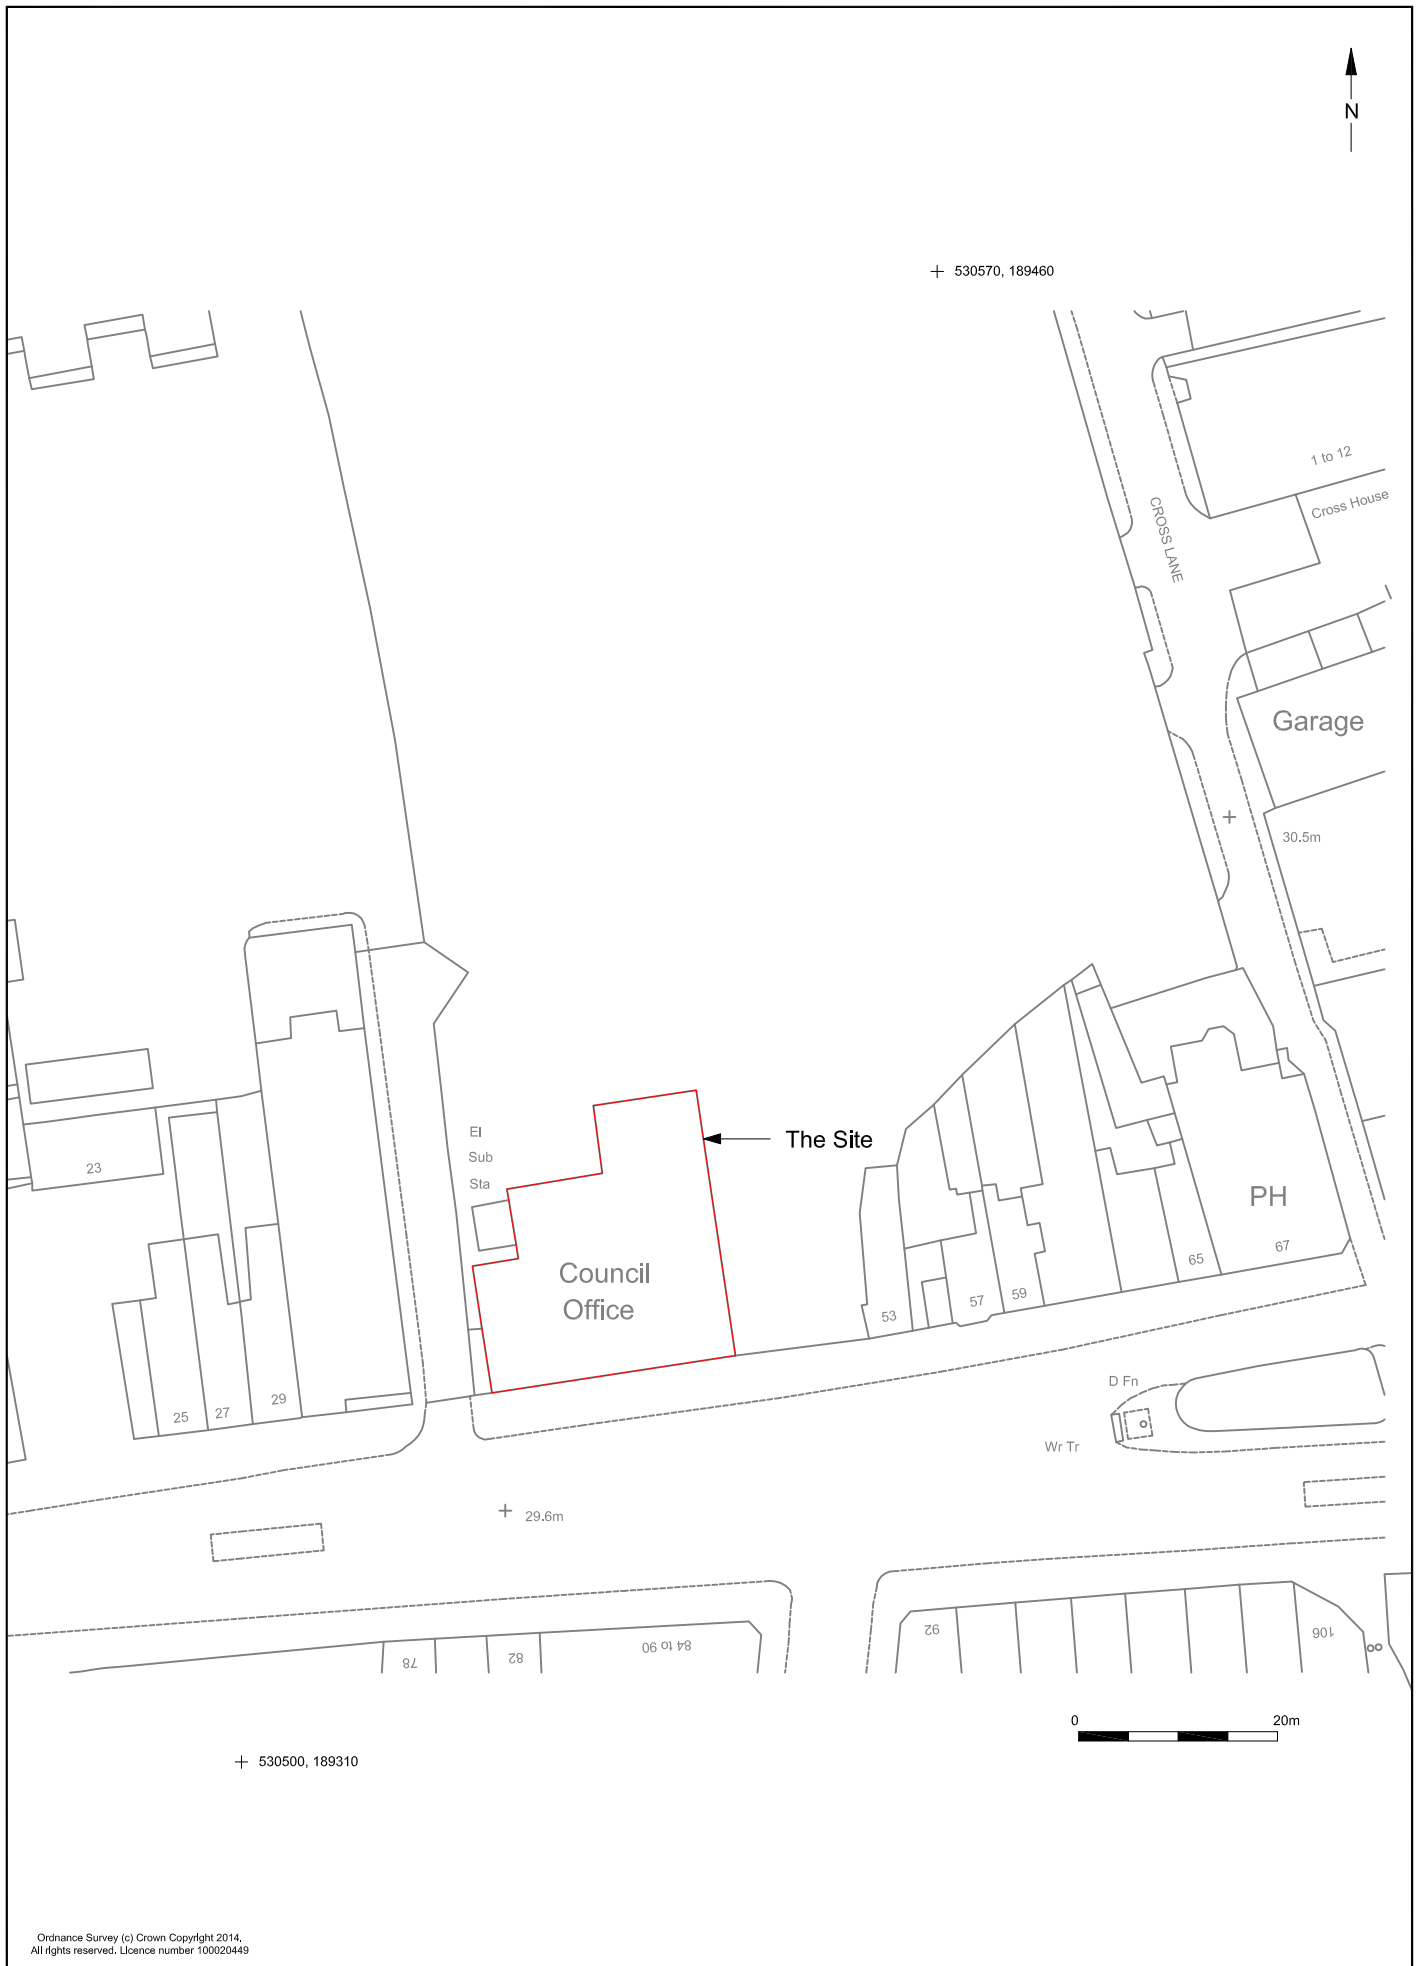 N
530570, 189460
1 to 12
Cross House
CROSS LANE
Garage
30.5m
El
Sub
Sta
The Site
23
PH
Council
Office
67
65
59
57
53
29
27
25
D Fn
Wr Tr
29.6m
78
82
84 to 90
92
106
0
20m
530500, 189310
Ordnance Survey (c) Crown Copyright 2014.
All rights reserved. Licence number 100020449